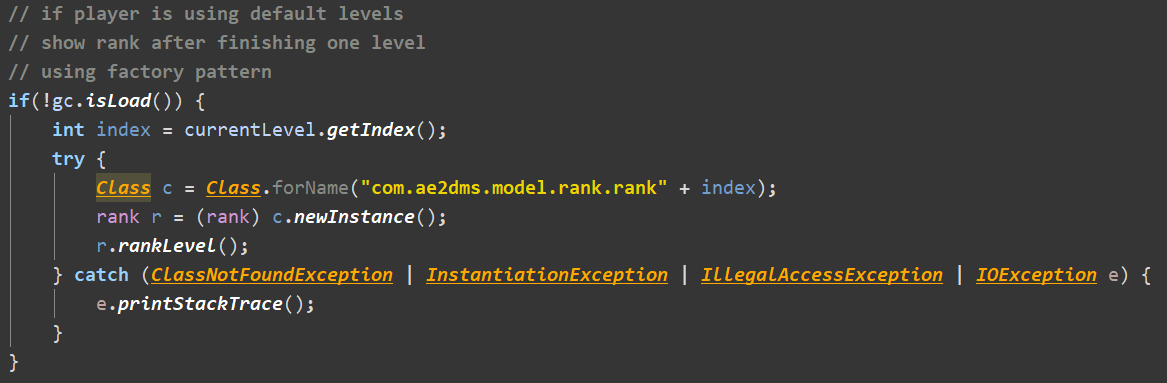 // if player is using default levels
// show rank after finishing one level
// using factory pattern
if(!gc.isLoad()) {
    int index = currentLevel.getIndex();
    try {
        Class c = Class.forName("com.ae2dms.model.rank.rank" + index);
        rank r = (rank) c.newInstance();
        r.rankLevel();
    } catch (ClassNotFoundException | InstantiationException | IllegalAccessException | IOException e) {
        e.printStackTrace();
    }
}